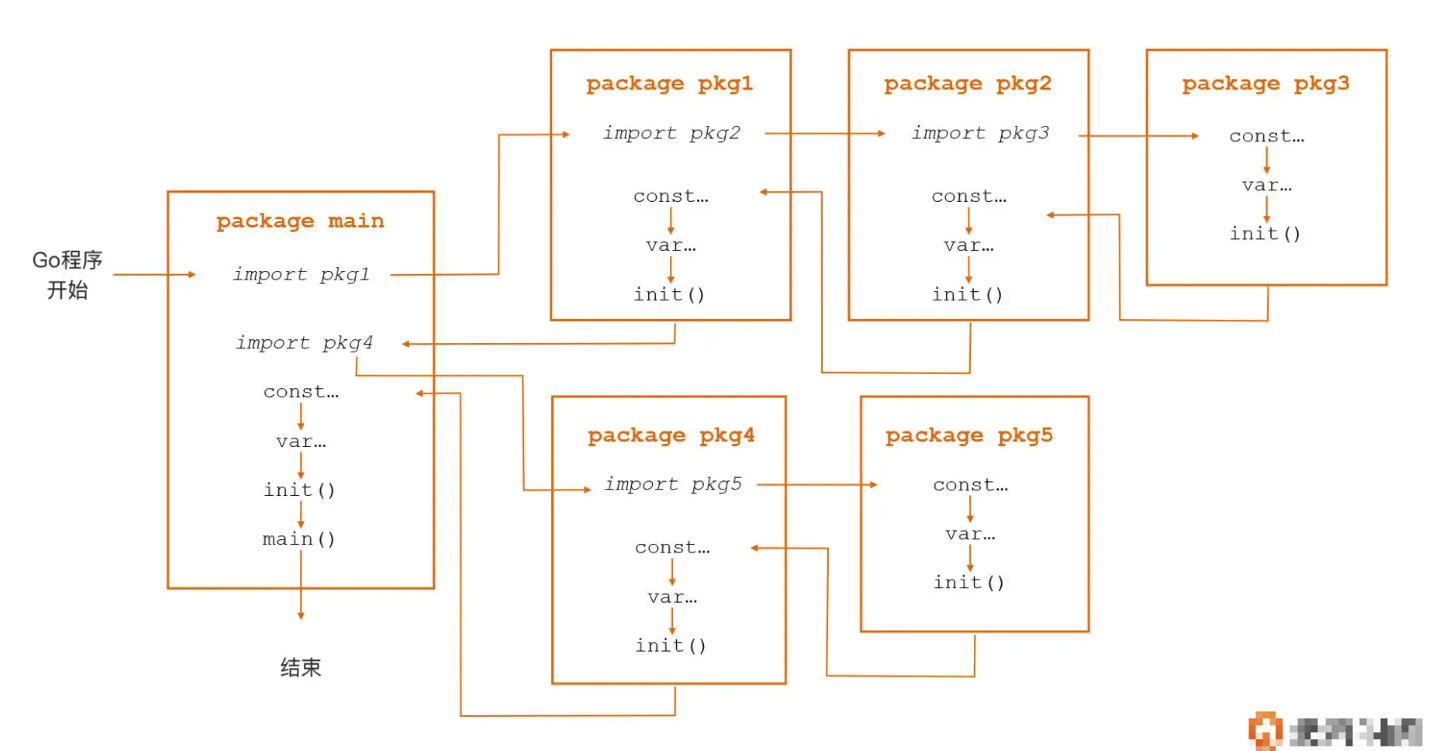 Go程序
开始
package main
import pkg1
import pkg4
const…
var…
init()
main()
结束
package pkg1
import pkg2
const…
var…
init()
package pkg2
import pkg3
const…
var…
init()
package pkg3
const…
var…
init()
package pkg4
import pkg5
const…
var…
init()
package pkg5
const…
var…
init()